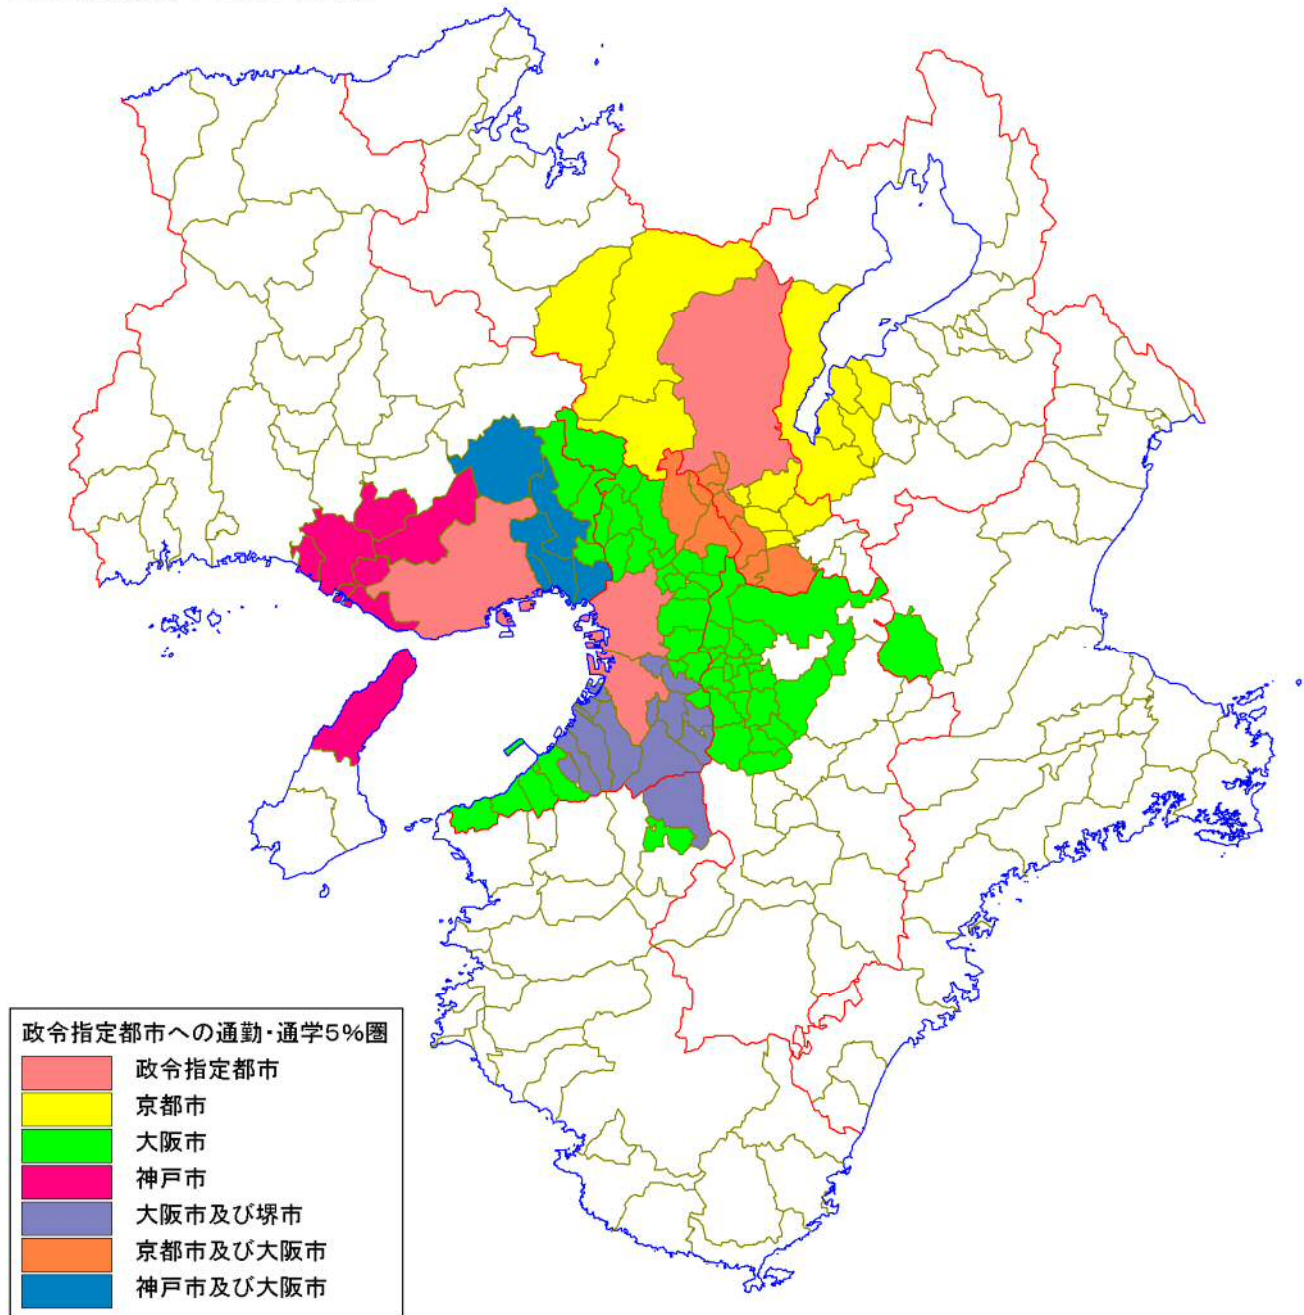 政令指定都市への通勤・通学5%圏
政令指定都市
京都市
大阪市
神戸市
大阪市及び堺市
京都市及び大阪市
神戸市及び大阪市